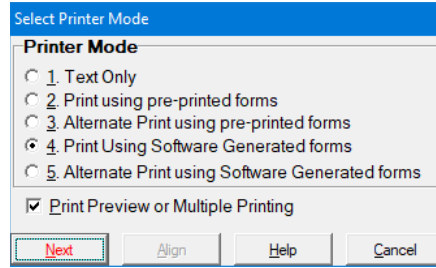 Select Printer Mode
Printer Mode
1. Text Only
2. Print using pre-printed forms
3. Alternate Print using pre-printed forms
4. Print Using Software Generated forms
5. Alternate Print using Software Generated forms
Print Preview or Multiple Printing
Next Align Help Cancel